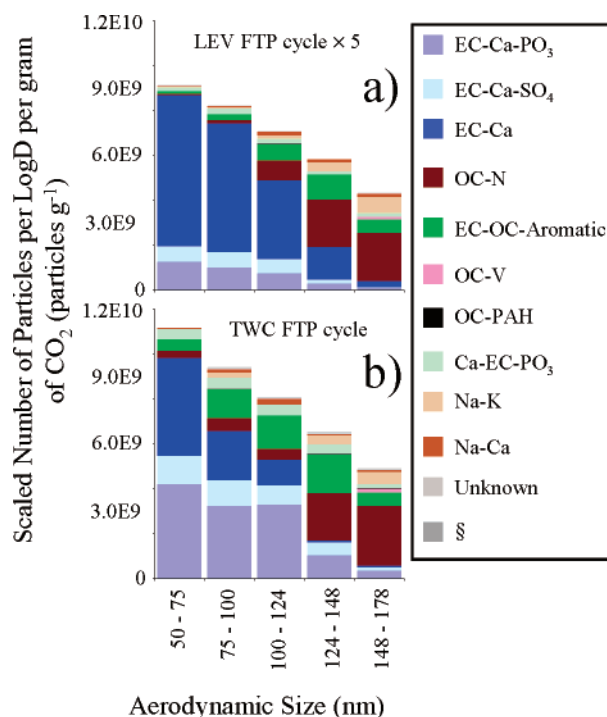 Scaled Number of Particles per LogD per gram
of CO₂ (particles g⁻¹)
1.2E10
9.0E9
6.0E9
3.0E9
0
LEV FTP cycle × 5
a)
1.2E10
9.0E9
6.0E9
3.0E9
0
TWC FTP cycle
b)
50 - 75
75 - 100
100 - 124
124 - 148
148 - 178
Aerodynamic Size (nm)
EC-Ca-PO₃
EC-Ca-SO₄
EC-Ca
OC-N
EC-OC-Aromatic
OC-V
OC-PAH
Ca-EC-PO₃
Na-K
Na-Ca
Unknown
§